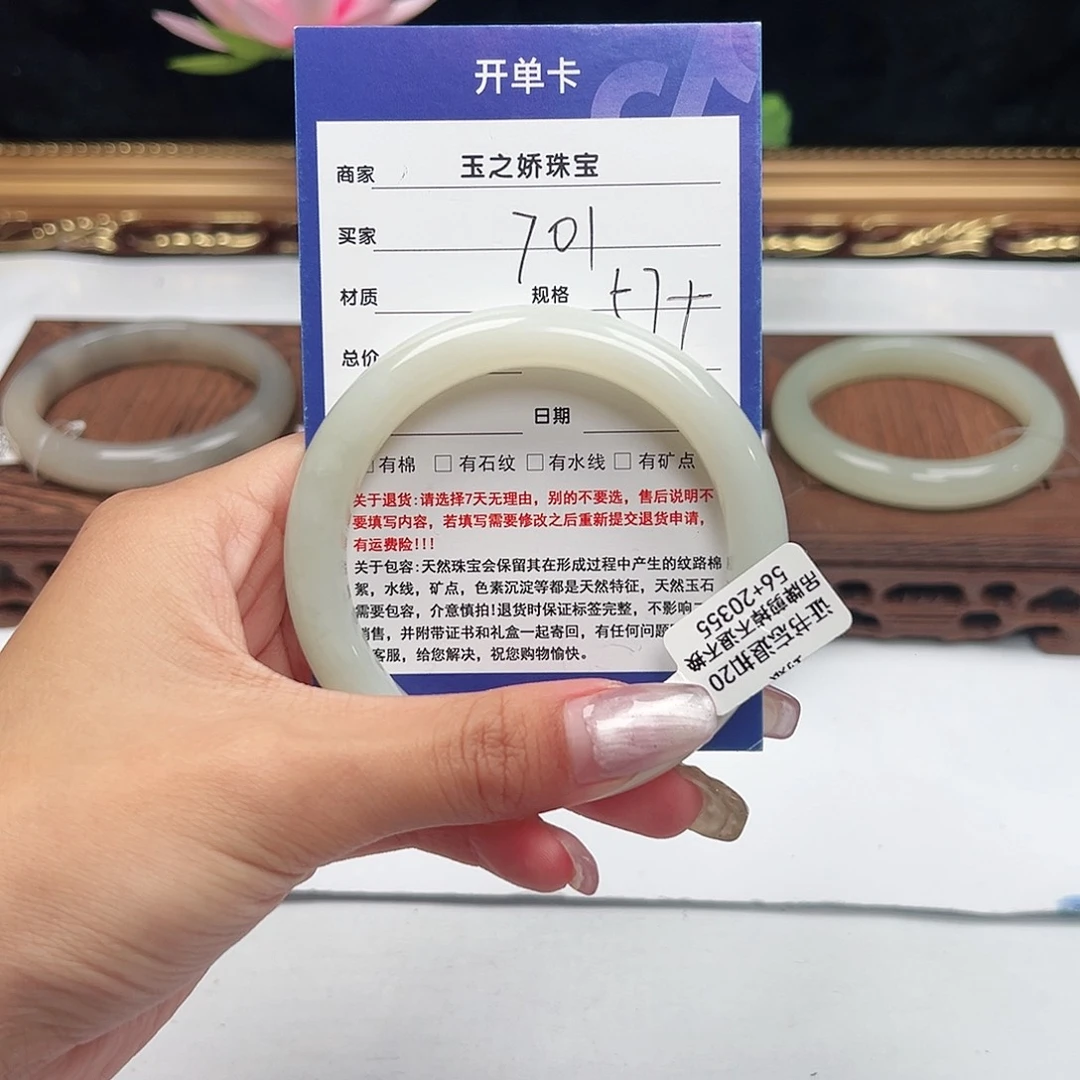 开单卡
商家 玉之娇珠宝
买家 701
材质 规格
总价
日期
有棉 □有石纹 □有水线 □有矿点
关于退货:请选择7天无理由,别的不要选,售后说明不
要填写内容,若填写需要修改之后重新提交退货申请,
有运费险!!!
关于包容:天然珠宝会保留其在形成过程中产生的纹路棉
絮,水线,矿点,色素沉淀等都是天然特征,天然玉石
需要包容,介意慎拍!退货时保证标签完整,不影响二
销售,并附带证书和礼盒一起寄回,有任何问题
客服,给您解决,祝您购物愉快。
证书忘退扣20
吊牌剪掉不退不换
56+20355